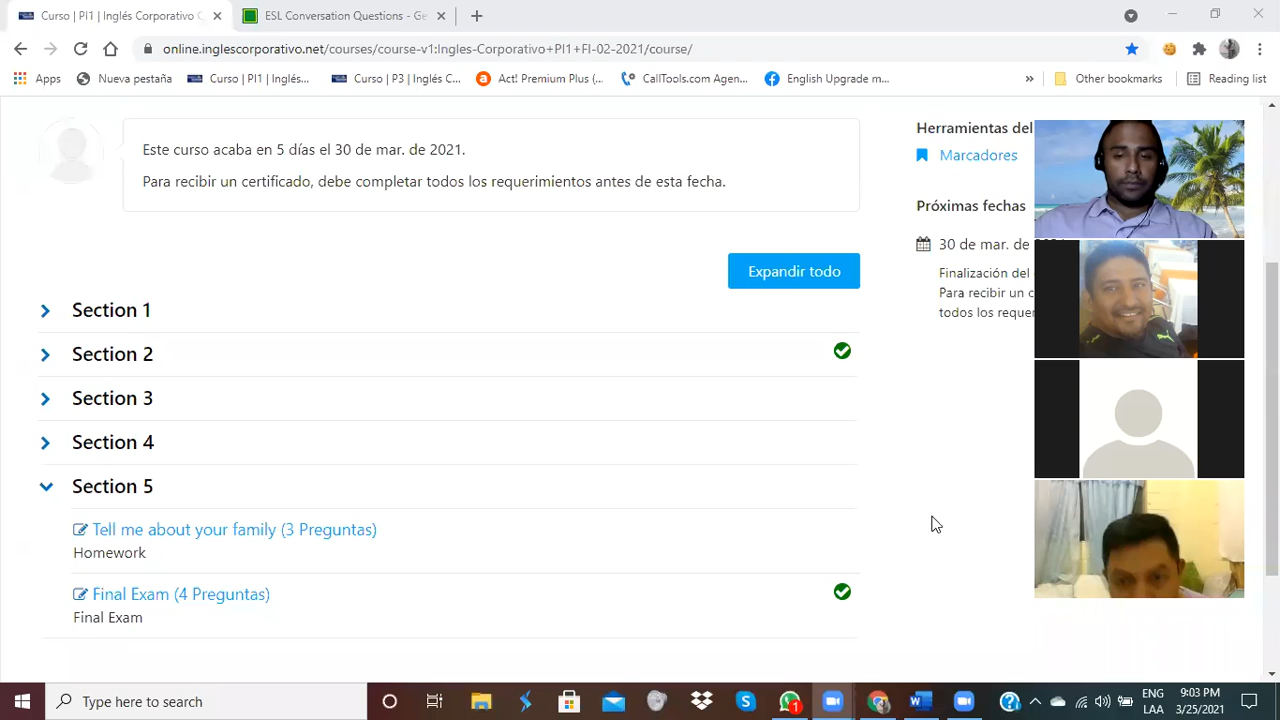 Curso | PI1 | Inglés Corporativo C
ESL Conversation Questions - Ge
online.inglescorporativo.net/courses/course-v1:Ingles-Corporativo+PI1+FI-02-2021/course/
Apps
Nueva pestaña
Curso | PI1 | Inglés...
Curso | P3 | Inglés C...
Act! Premium Plus (...
CallTools.com Agen...
English Upgrade m...
»
Other bookmarks
Reading list
Este curso acaba en 5 días el 30 de mar. de 2021.
Para recibir un certificado, debe completar todos los requerimientos antes de esta fecha.
Expandir todo
Section 1
Section 2
Section 3
Section 4
Section 5
Tell me about your family (3 Preguntas)
Homework
Final Exam (4 Preguntas)
Final Exam
Herramientas del
Marcadores
Próximas fechas
30 de mar. de
Finalización del
Para recibir un c
todos los requer
Type here to search
1
ENG
LAA
9:03 PM
3/25/2021